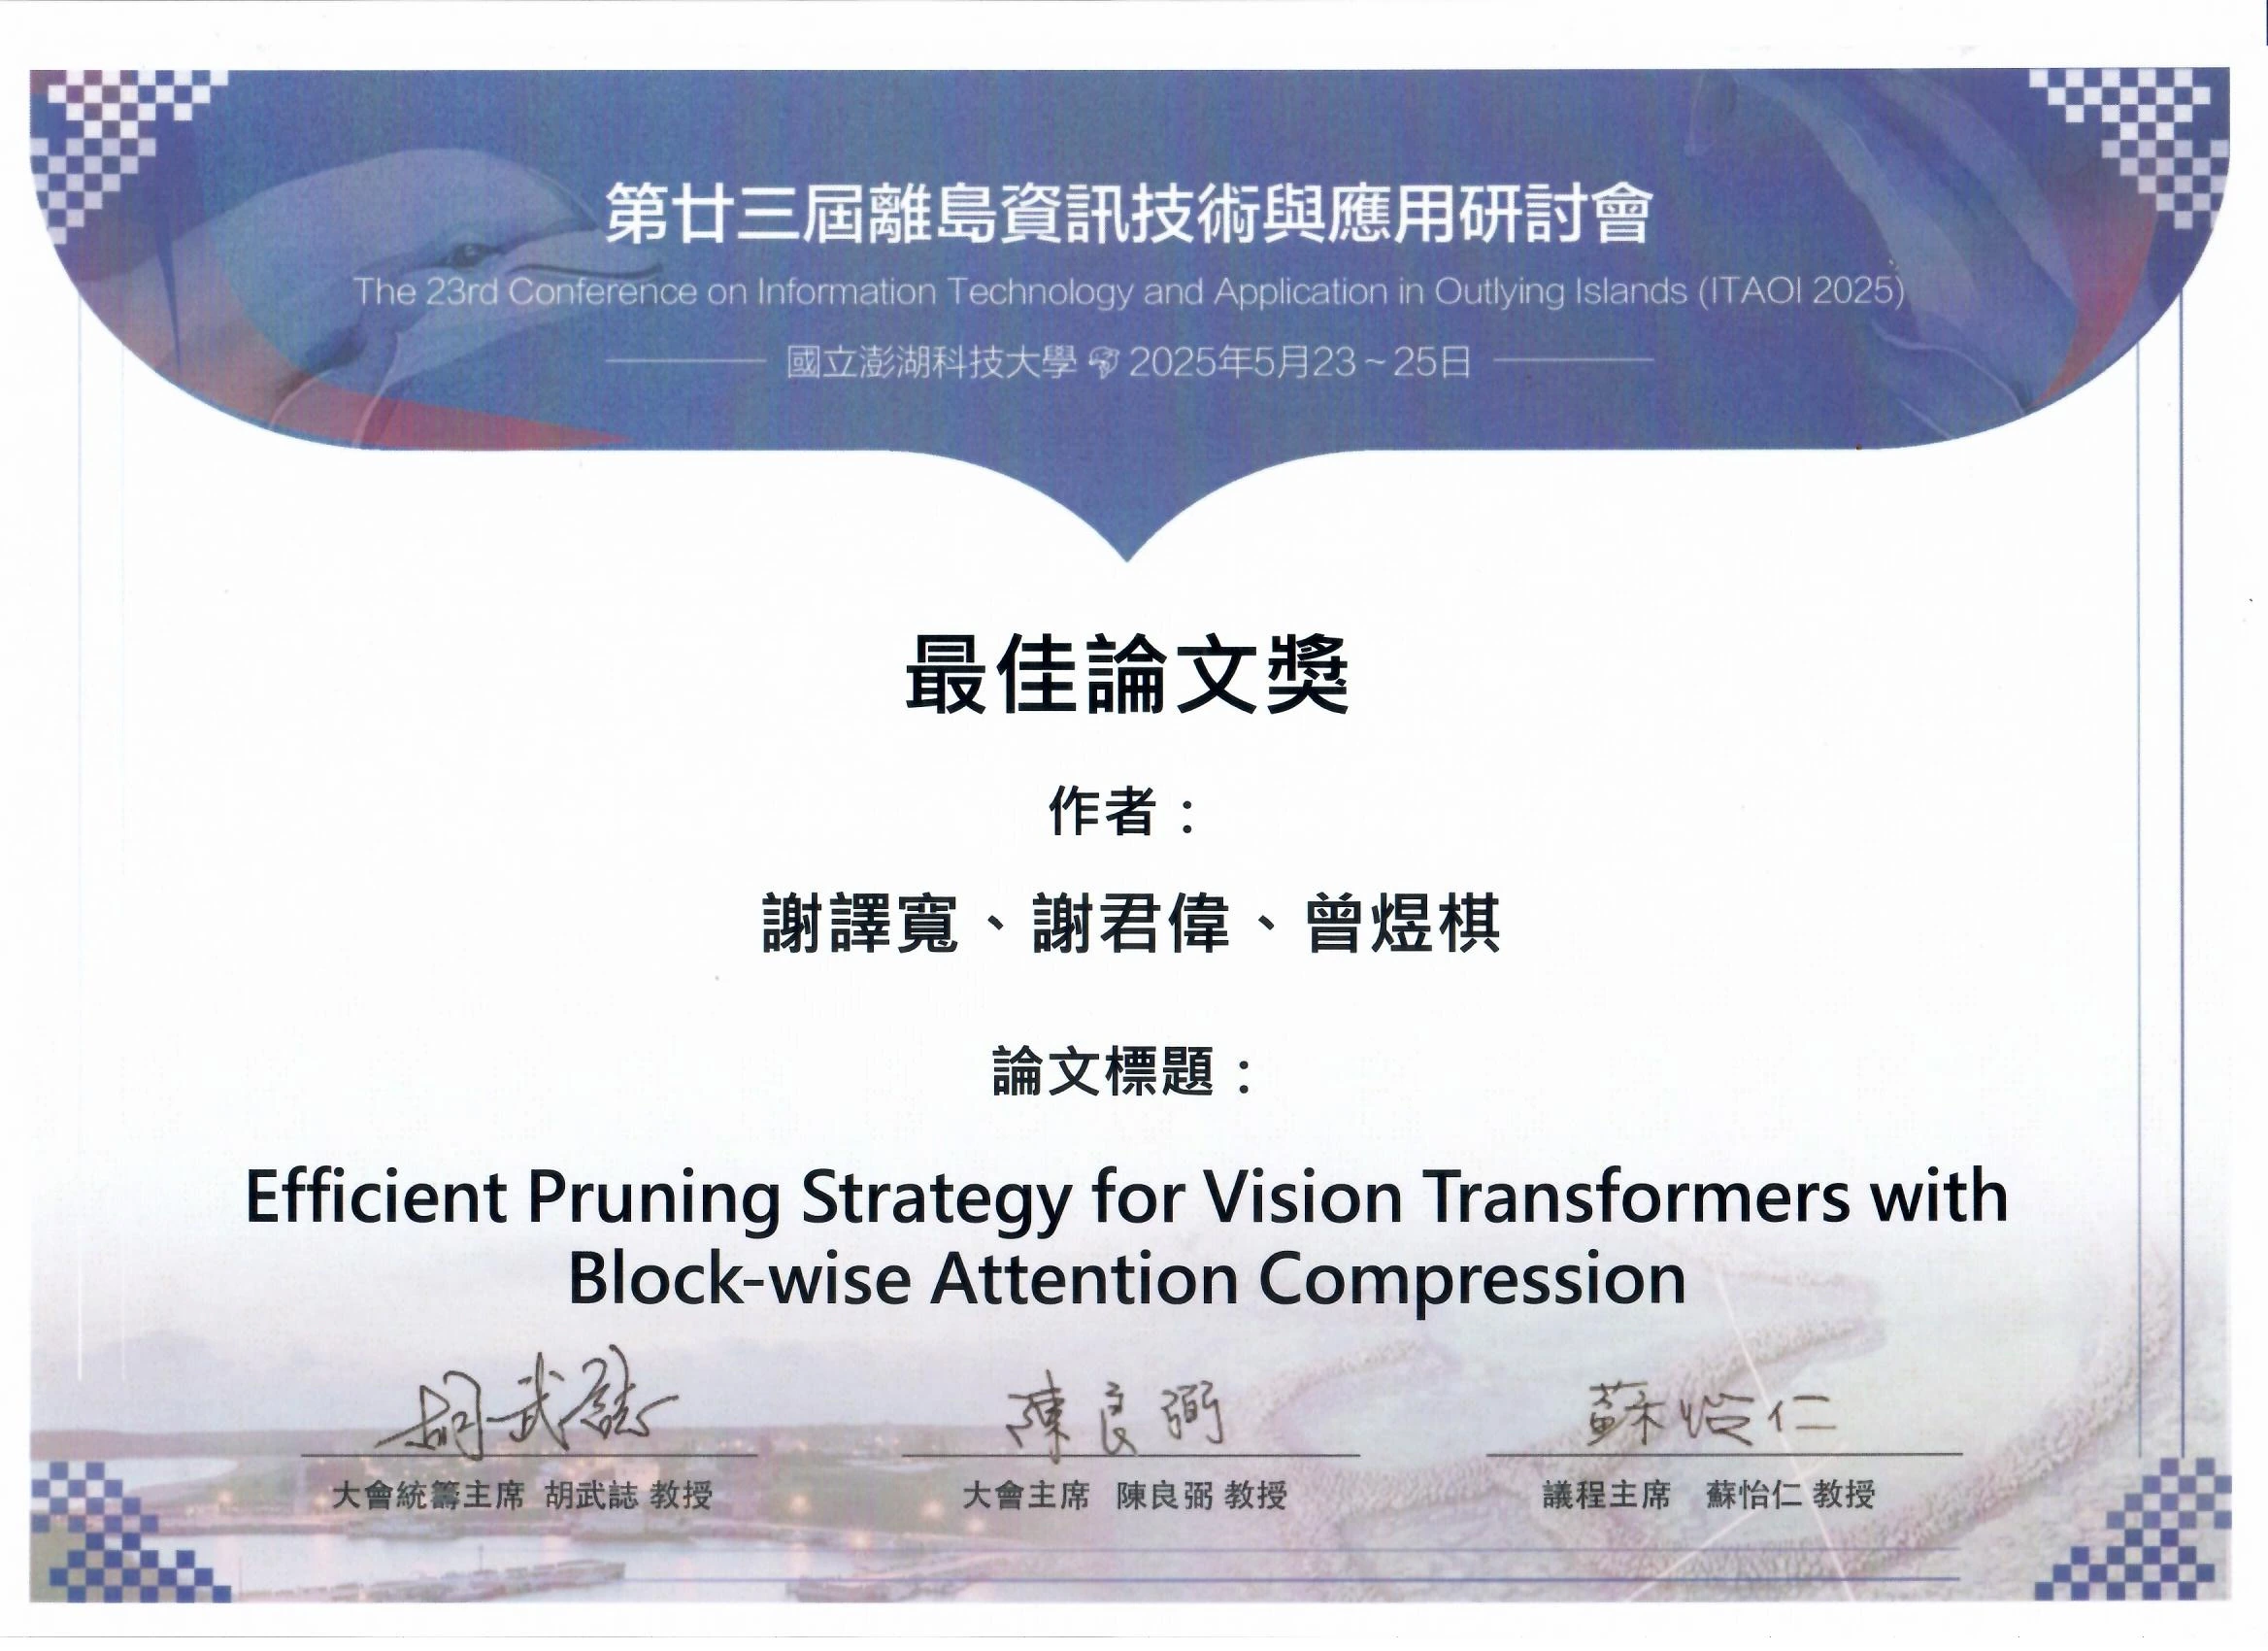 第廿三屆離島資訊技術與應用研討會
The 23rd Conference on Information Technology and Application in Outlying Islands (ITAOI 2025)
國立澎湖科技大學 2025年5月23~25日
最佳論文獎
作者：
謝譯寬、謝君偉、曾煜棋
論文標題：
Efficient Pruning Strategy for Vision Transformers with
Block-wise Attention Compression
胡武誌 陳良弼 蘇怡仁
大會統籌主席 胡武誌 教授 大會主席 陳良弼 教授 議程主席 蘇怡仁 教授